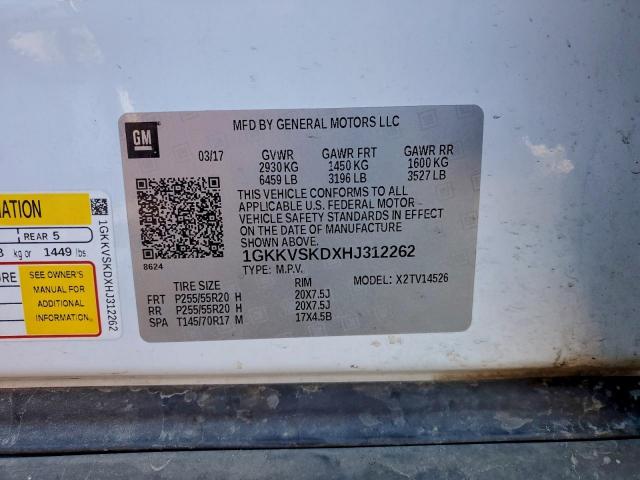 GM
MFD BY GENERAL MOTORS LLC
03/17
GVWR GAWR FRT GAWR RR
2930 KG 1450 KG 1600 KG
6459 LB 3196 LB 3527 LB
THIS VEHICLE CONFORMS TO ALL
APPLICABLE U.S. FEDERAL MOTOR
VEHICLE SAFETY STANDARDS IN EFFECT
ON THE DATE OF MANUFACTURE
SHOWN ABOVE.
8624
1GKKVSKDXHJ312262
TYPE: M.P.V. MODEL: X2TV14526
TIRE SIZE RIM
FRT P255/55R20 H 20X7.5J
RR P255/55R20 H 20X7.5J
SPA T145/70R17 M 17X4.5B
REAR 5
kg or 1449 lbs
SEE OWNER'S
MANUAL FOR
ADDITIONAL
INFORMATION
1GKKVSKDXHJ312262